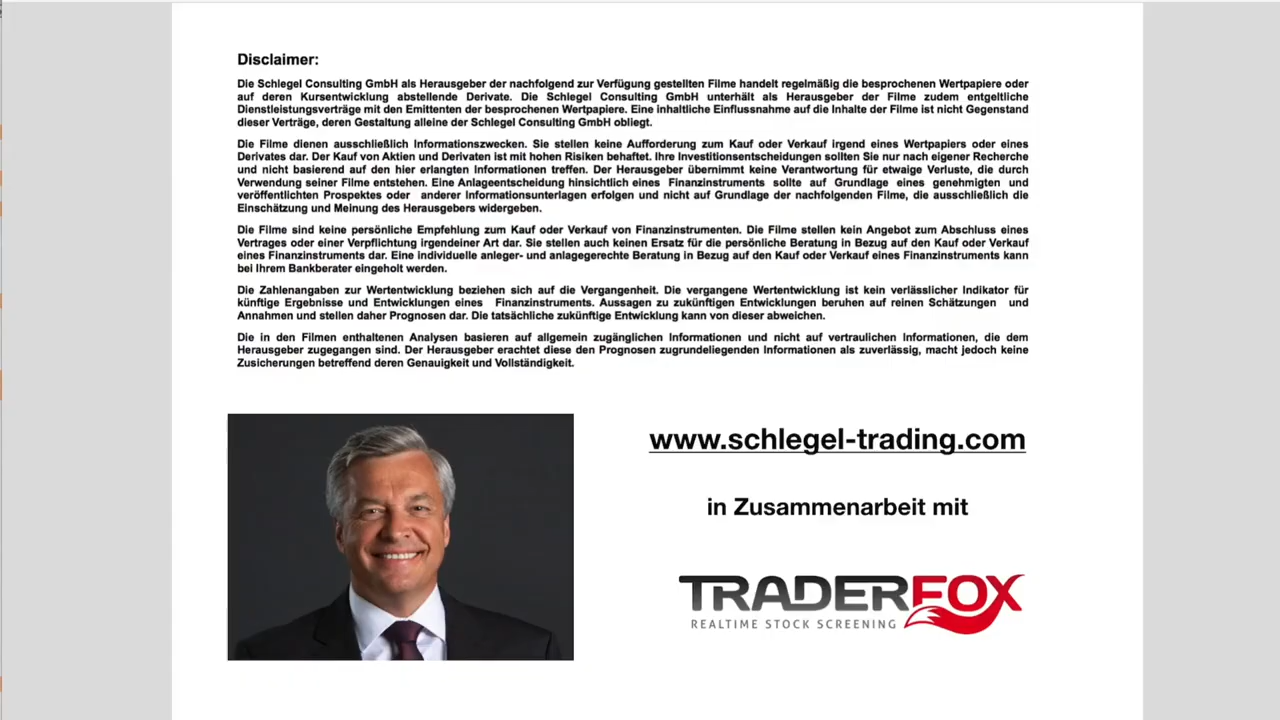 Disclaimer:
Die Schlegel Consulting GmbH als Herausgeber der nachfolgend zur Verfügung gestellten Filme handelt regelmäßig die besprochenen Wertpapiere oder
auf deren Kursentwicklung abstellende Derivate. Die Schlegel Consulting GmbH unterhält als Herausgeber der Filme zudem entgeltliche
Dienstleistungsverträge mit den Emittenten der besprochenen Wertpapiere. Eine inhaltliche Einflussnahme auf die Inhalte der Filme ist nicht Gegenstand
dieser Verträge, deren Gestaltung alleine der Schlegel Consulting GmbH obliegt.
Die Filme dienen ausschließlich Informationszwecken. Sie stellen keine Aufforderung zum Kauf oder Verkauf irgend eines Wertpapiers oder eines
Derivates dar. Der Kauf von Aktien und Derivaten ist mit hohen Risiken behaftet. Ihre Investitionsentscheidungen sollten Sie nur nach eigener Recherche
und nicht basierend auf den hier erlangten Informationen treffen. Der Herausgeber übernimmt keine Verantwortung für etwaige Verluste, die durch
Verwendung seiner Filme entstehen. Eine Anlageentscheidung hinsichtlich eines Finanzinstruments sollte auf Grundlage eines genehmigten und
veröffentlichten Prospektes oder anderer Informationsunterlagen erfolgen und nicht auf Grundlage der nachfolgenden Filme, die ausschließlich die
Einschätzung und Meinung des Herausgebers widergeben.
Die Filme sind keine persönliche Empfehlung zum Kauf oder Verkauf von Finanzinstrumenten. Die Filme stellen kein Angebot zum Abschluss eines
Vertrages oder einer Verpflichtung irgendeiner Art dar. Sie stellen auch keinen Ersatz für die persönliche Beratung in Bezug auf den Kauf oder Verkauf
eines Finanzinstruments dar. Eine individuelle anleger- und anlagegerechte Beratung in Bezug auf den Kauf oder Verkauf eines Finanzinstruments kann
bei Ihrem Bankberater eingeholt werden.
Die Zahlenangaben zur Wertentwicklung beziehen sich auf die Vergangenheit. Die vergangene Wertentwicklung ist kein verlässlicher Indikator für
künftige Ergebnisse und Entwicklungen eines Finanzinstruments. Aussagen zu zukünftigen Entwicklungen beruhen auf reinen Schätzungen und
Annahmen und stellen daher Prognosen dar. Die tatsächliche zukünftige Entwicklung kann von dieser abweichen.
Die in den Filmen enthaltenen Analysen basieren auf allgemein zugänglichen Informationen und nicht auf vertraulichen Informationen, die dem
Herausgeber zugegangen sind. Der Herausgeber erachtet diese den Prognosen zugrundeliegenden Informationen als zuverlässig, macht jedoch keine
Zusicherungen betreffend deren Genauigkeit und Vollständigkeit.
www.schlegel-trading.com
in Zusammenarbeit mit
TRADERFOX
REALTIME STOCK SCREENING